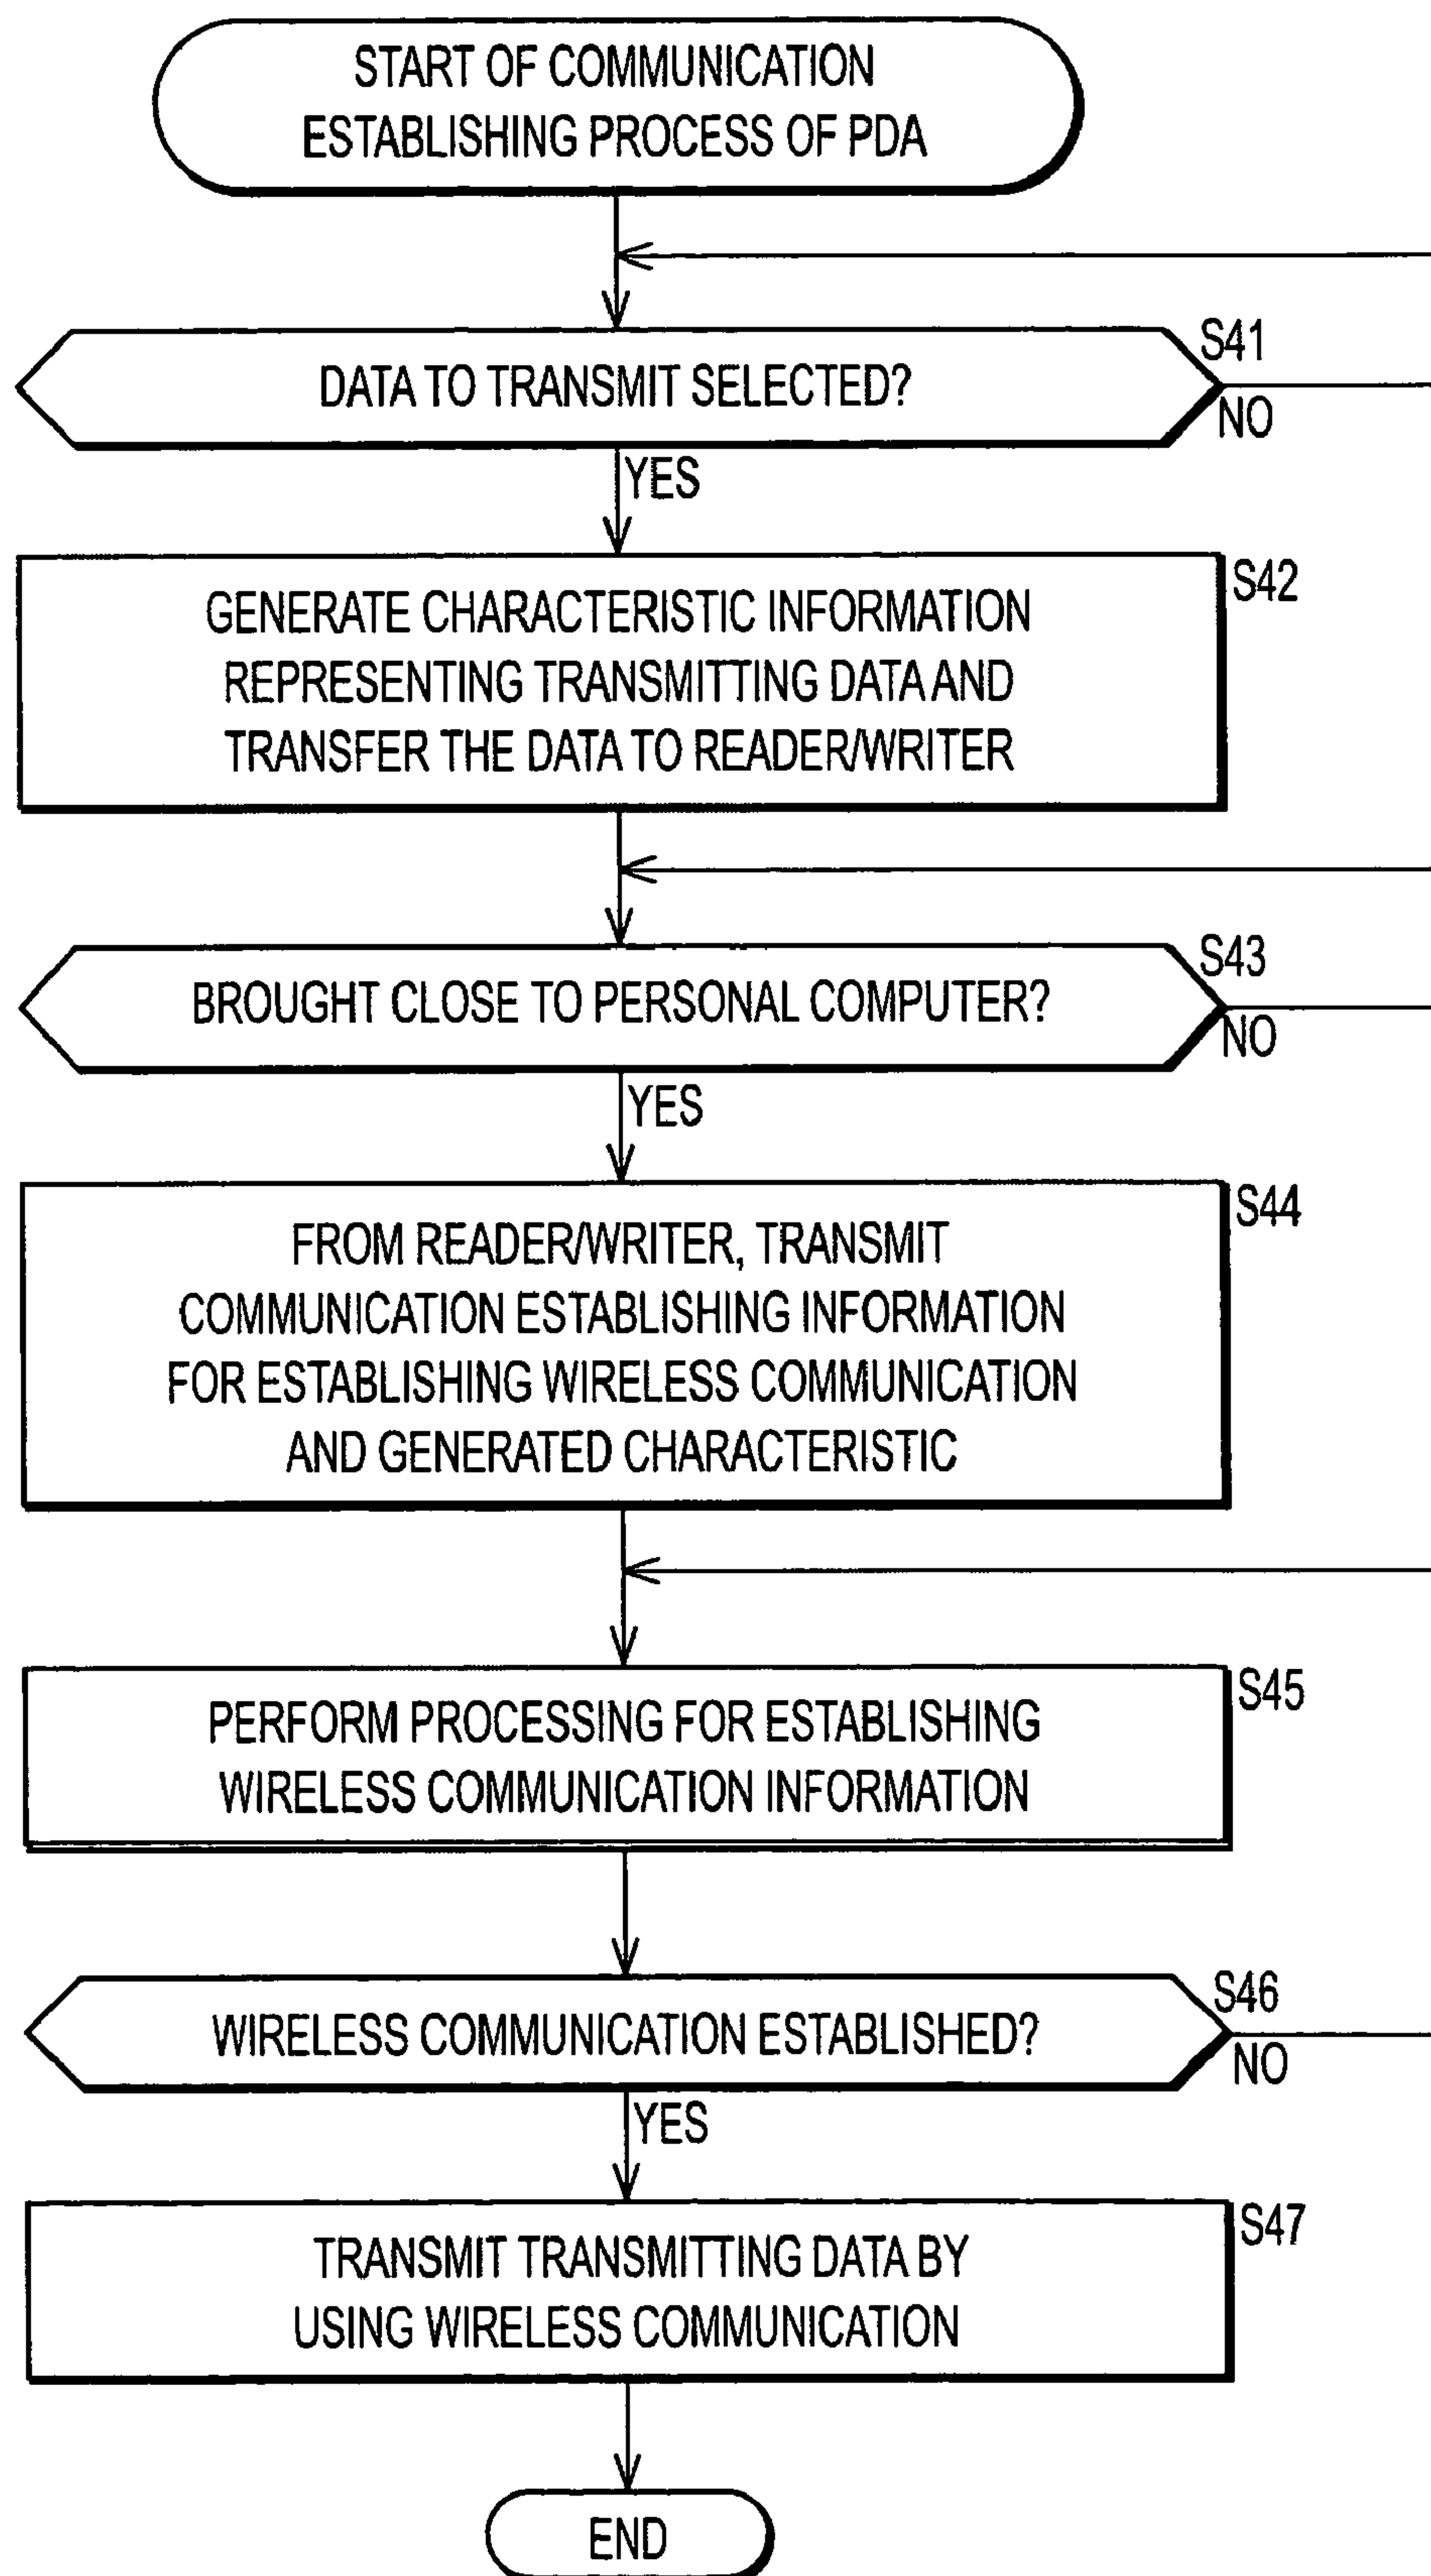 START OF COMMUNICATION
ESTABLISHING PROCESS OF PDA
DATA TO TRANSMIT SELECTED?
S41
NO
YES
GENERATE CHARACTERISTIC INFORMATION
REPRESENTING TRANSMITTING DATA AND
TRANSFER THE DATA TO READER/WRITER
S42
BROUGHT CLOSE TO PERSONAL COMPUTER?
S43
NO
YES
FROM READER/WRITER, TRANSMIT
COMMUNICATION ESTABLISHING INFORMATION
FOR ESTABLISHING WIRELESS COMMUNICATION
AND GENERATED CHARACTERISTIC
S44
PERFORM PROCESSING FOR ESTABLISHING
WIRELESS COMMUNICATION INFORMATION
S45
WIRELESS COMMUNICATION ESTABLISHED?
S46
NO
YES
TRANSMIT TRANSMITTING DATA BY
USING WIRELESS COMMUNICATION
S47
END